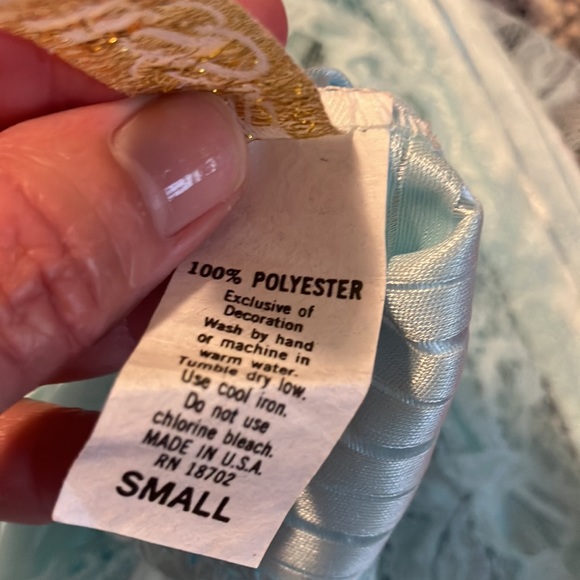 100% POLYESTER
Exclusive of
Decoration
Wash by hand
or machine in
warm water.
Tumble dry low.
Use cool iron.
Do not use
chlorine bleach.
MADE IN U.S.A.
RN 18702
SMALL